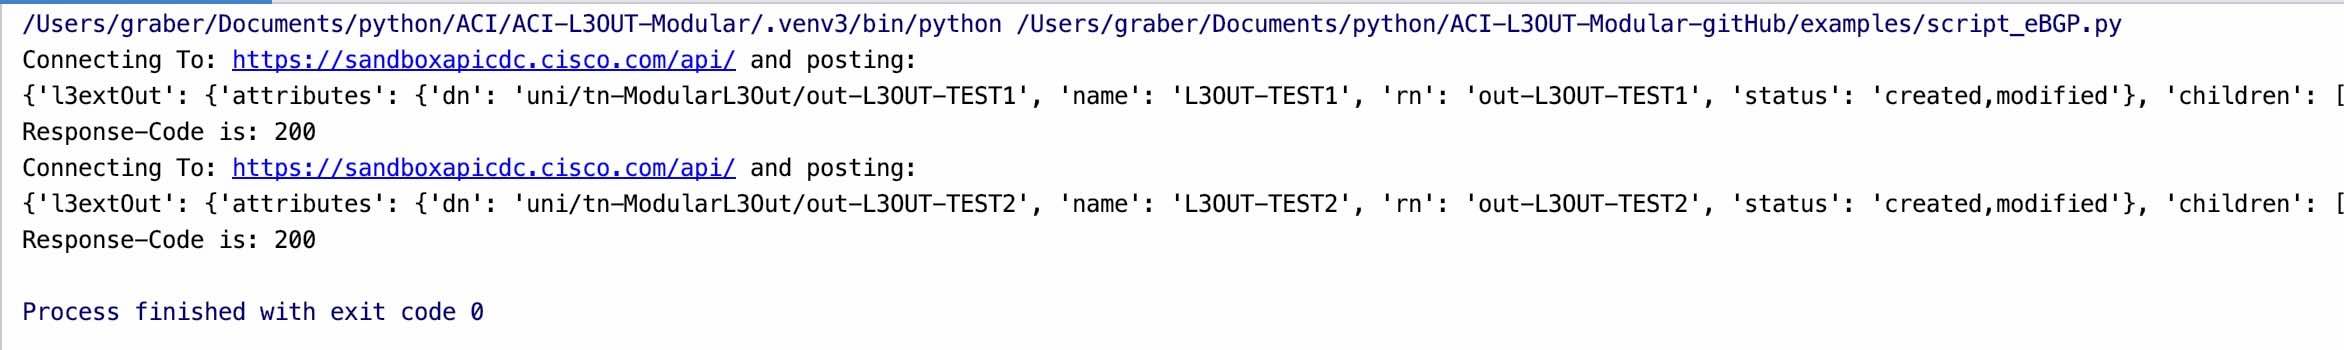 /Users/graber/Documents/python/ACI/ACI-L3OUT-Modular/.venv3/bin/python /Users/graber/Documents/python/ACI-L3OUT-Modular-gitHub/examples/script_eBGP.py
Connecting To: https://sandboxapicdc.cisco.com/api/ and posting:
{'l3extOut': {'attributes': {'dn': 'uni/tn-ModularL3Out/out-L3OUT-TEST1', 'name': 'L3OUT-TEST1', 'rn': 'out-L3OUT-TEST1', 'status': 'created,modified'}, 'children': [
Response-Code is: 200
Connecting To: https://sandboxapicdc.cisco.com/api/ and posting:
{'l3extOut': {'attributes': {'dn': 'uni/tn-ModularL3Out/out-L3OUT-TEST2', 'name': 'L3OUT-TEST2', 'rn': 'out-L3OUT-TEST2', 'status': 'created,modified'}, 'children': [
Response-Code is: 200
Process finished with exit code 0